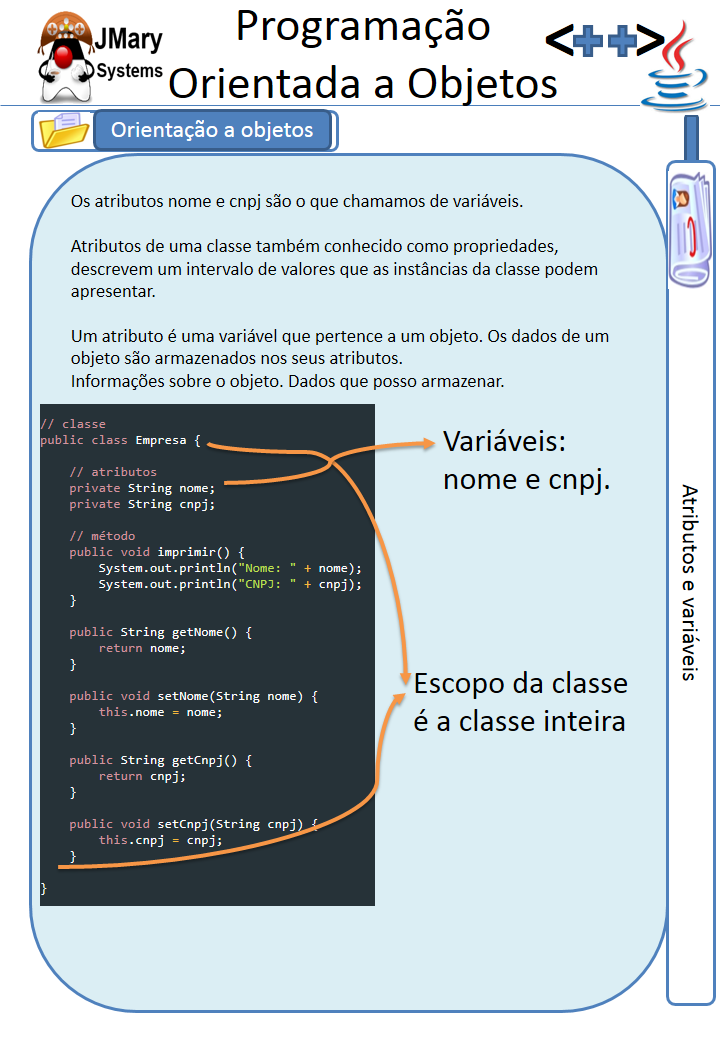 JMary
Systems
Programação
Orientada a Objetos
<++>
Orientação a objetos
Os atributos nome e cnpj são o que chamamos de variáveis.
Atributos de uma classe também conhecido como propriedades,
descrevem um intervalo de valores que as instâncias da classe podem
apresentar.
Um atributo é uma variável que pertence a um objeto. Os dados de um
objeto são armazenados nos seus atributos.
Informações sobre o objeto. Dados que posso armazenar.
// classe
public class Empresa {
// atributos
private String nome;
private String cnpj;
// método
public void imprimir() {
System.out.println("Nome: " + nome);
System.out.println("CNPJ: " + cnpj);
}
public String getNome() {
return nome;
}
public void setNome(String nome) {
this.nome = nome;
}
public String getCnpj() {
return cnpj;
}
public void setCnpj(String cnpj) {
this.cnpj = cnpj;
}
}
Variáveis:
nome e cnpj.
Escopo da classe
é a classe inteira
Atributos e variáveis